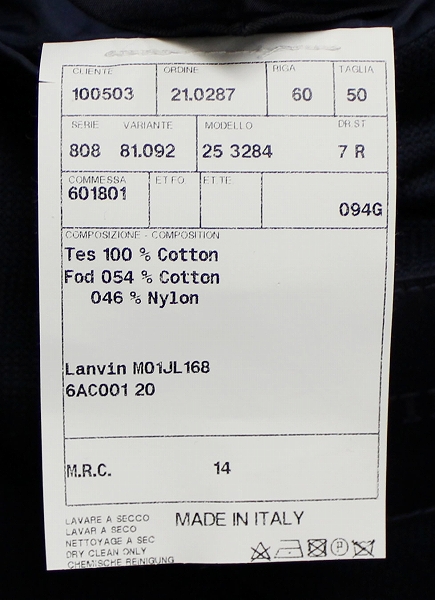 CLIENTE ORDINE RIGA TAGLIA
100503 21.0287 60 50
SERIE VARIANTE MODELLO DR.ST
808 81.092 25 3284 7 R
COMMESSA ET.FO. ET.TE.
601801
094G
COMPOSIZIONE - COMPOSITION
Tes 100 % Cotton
Fod 054 % Cotton
046 % Nylon
Lanvin M01JL168
6AC001 20
M.R.C. 14
LAVARE A SECCO MADE IN ITALY
LAVAR A SECO
NETTOYAGE A SEC
DRY CLEAN ONLY
CHEMISCHE REINIGUNG
P